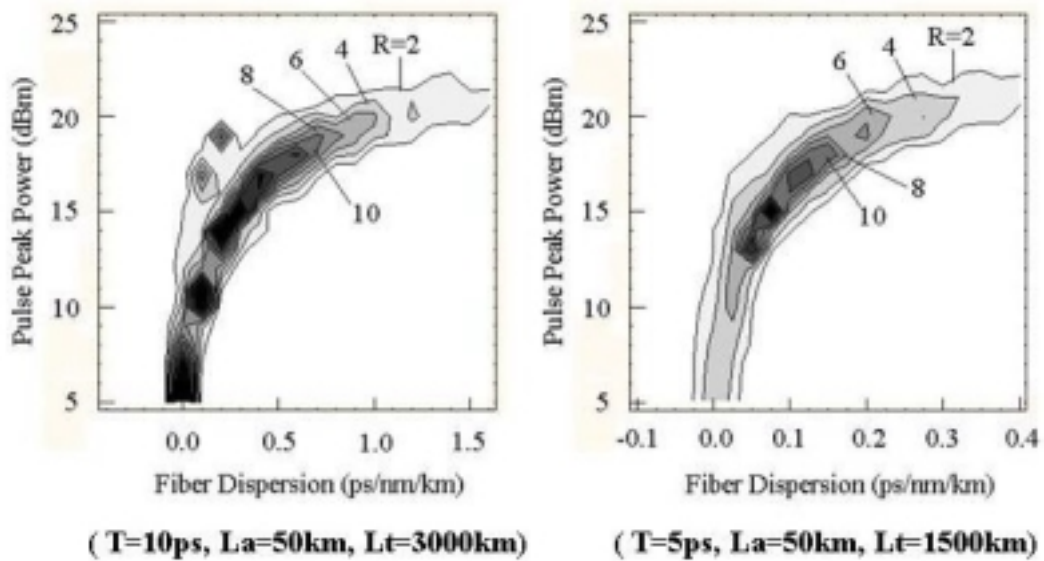 25
20
15
10
5
Pulse Peak Power (dBm)
R=2
4
6
8
10
0.0 0.5 1.0 1.5
Fiber Dispersion (ps/nm/km)
( T=10ps, La=50km, Lt=3000km)
25
20
15
10
5
Pulse Peak Power (dBm)
R=2
4
6
8
10
-0.1 0.0 0.1 0.2 0.3 0.4
Fiber Dispersion (ps/nm/km)
( T=5ps, La=50km, Lt=1500km)